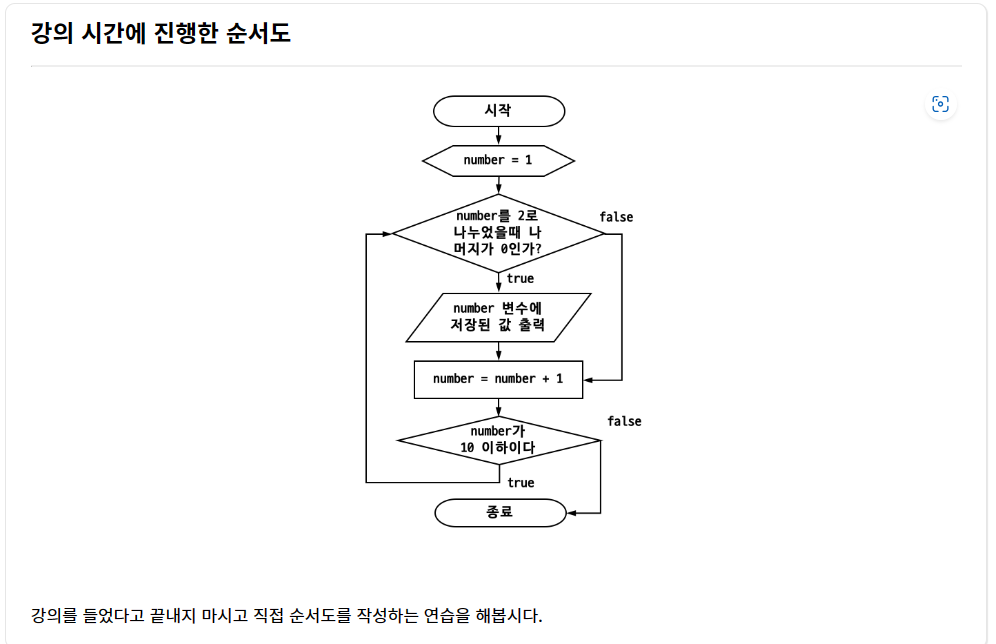 강의 시간에 진행한 순서도
시작
number = 1
number를 2로
나누었을때 나
머지가 0인가?
false
true
number 변수에
저장된 값 출력
number = number + 1
number가
10 이하이다
false
true
종료
강의를 들었다고 끝내지 마시고 직접 순서도를 작성하는 연습을 해봅시다.